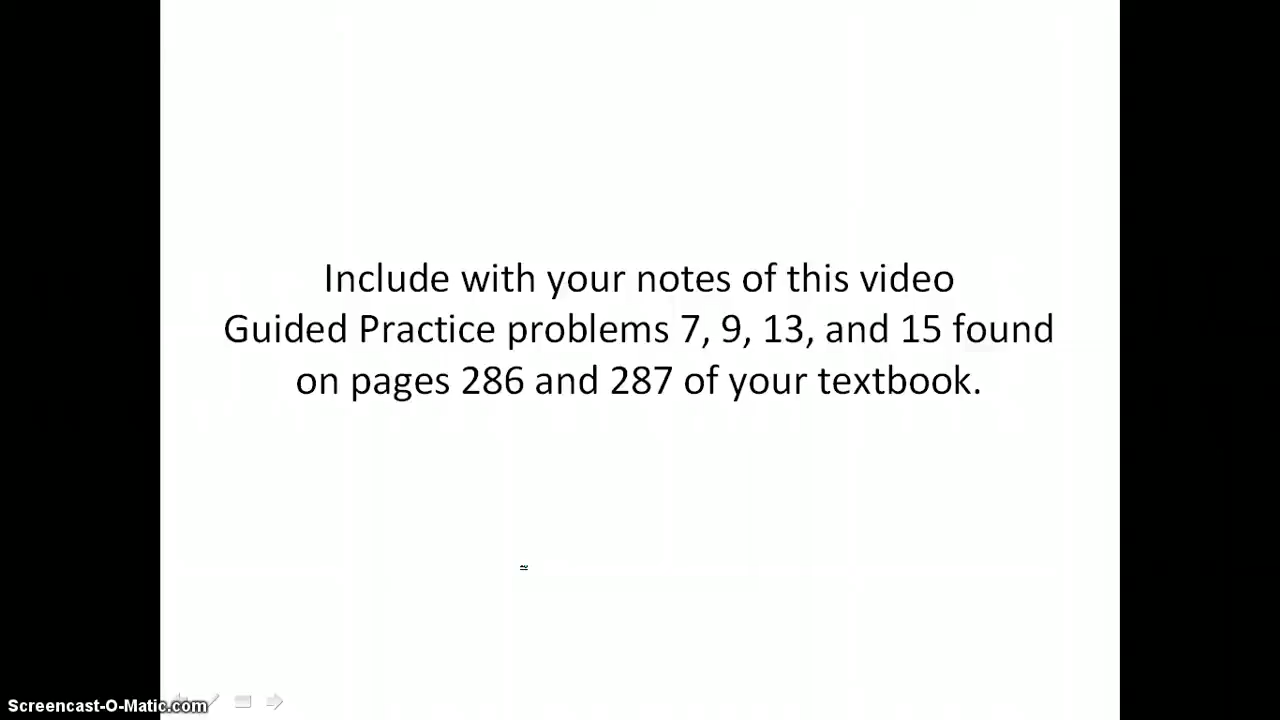 Include with your notes of this video
Guided Practice problems 7, 9, 13, and 15 found
on pages 286 and 287 of your textbook.
Screencast-O-Matic.com